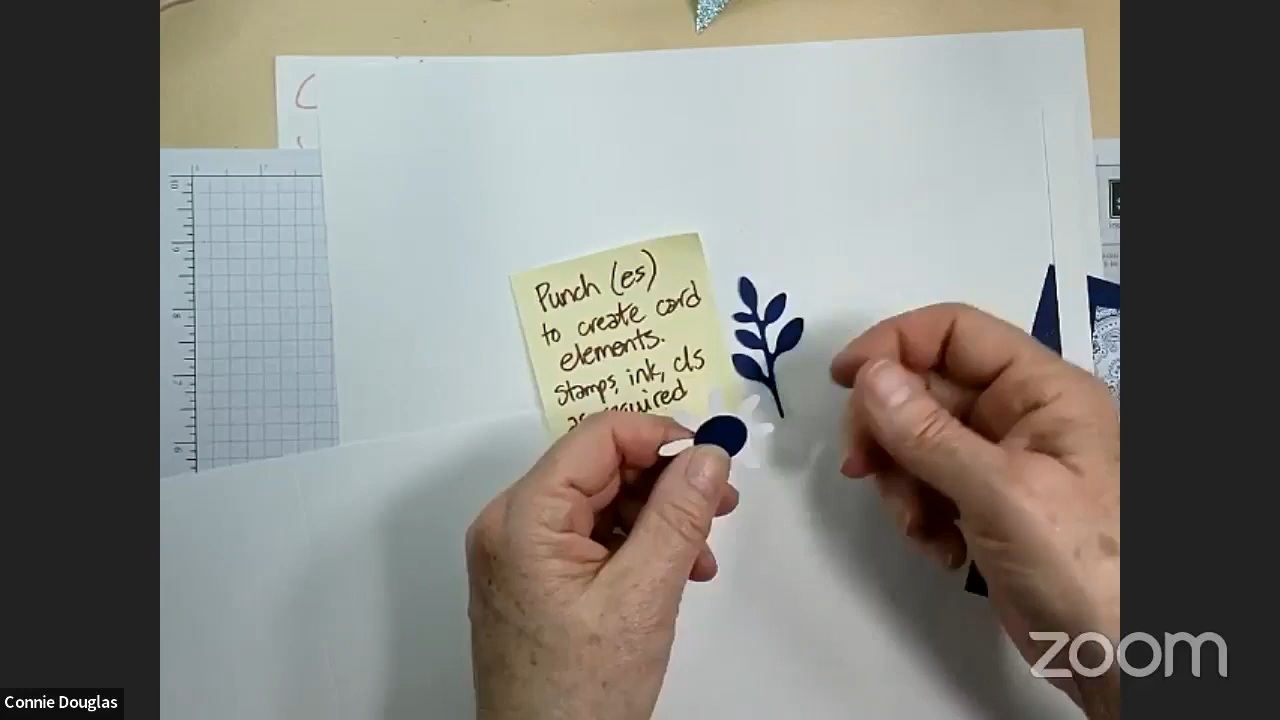 Punch (es)
to create card
elements.
stamps, ink, cls
zoom
Connie Douglas